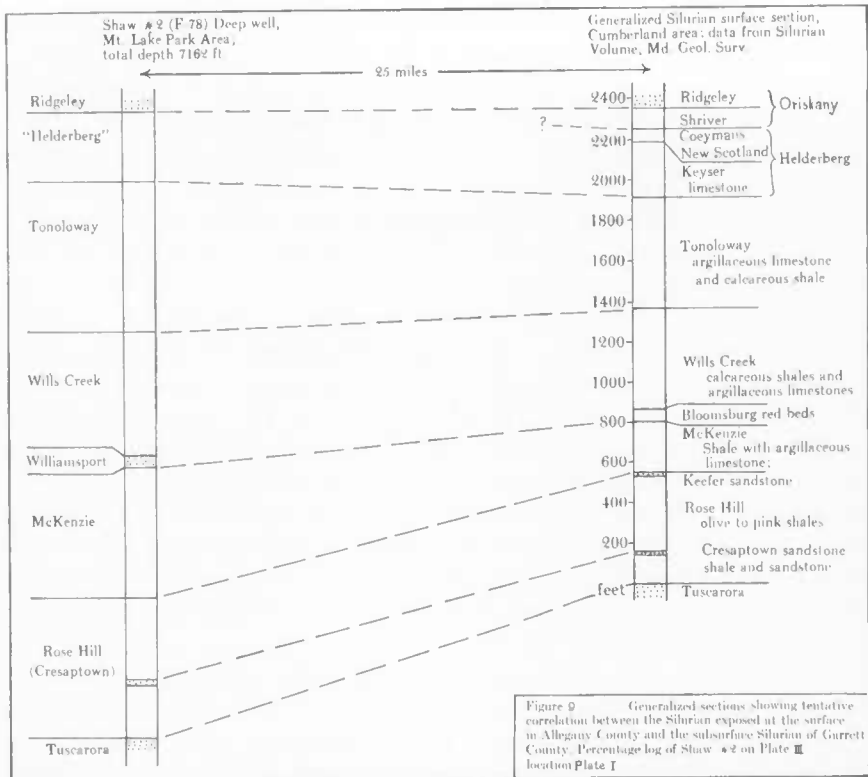 Shaw #2 (F-78) Deep well,
Mt. Lake Park Area,
total depth 7162 ft.
Generalized Silurian surface section,
Cumberland area; data from Silurian
Volume, Md. Geol. Surv.
25 miles
Ridgeley
"Helderberg"
Tonoloway
Wills Creek
Williamsport
McKenzie
Rose Hill
(Cresaptown)
Tuscarora
2400
?
2200
2000
1800
1600
1400
1200
1000
800
600
400
200
feet
Ridgeley
Shriver
Oriskany
Coeymans
New Scotland
Keyser
limestone
Helderberg
Tonoloway
argillaceous limestone
and calcareous shale
Wills Creek
calcareous shales and
argillaceous limestones
Bloomsburg red beds
McKenzie
Shale with argillaceous
limestone;
Keefer sandstone
Rose Hill
olive to pink shales
Cresaptown sandstone
shale and sandstone
Tuscarora
Figure 9 Generalized sections showing tentative
correlation between the Silurian exposed at the surface
in Allegany County and the subsurface Silurian of Garrett
County. Percentage log of Shaw #2 on Plate III
location Plate I